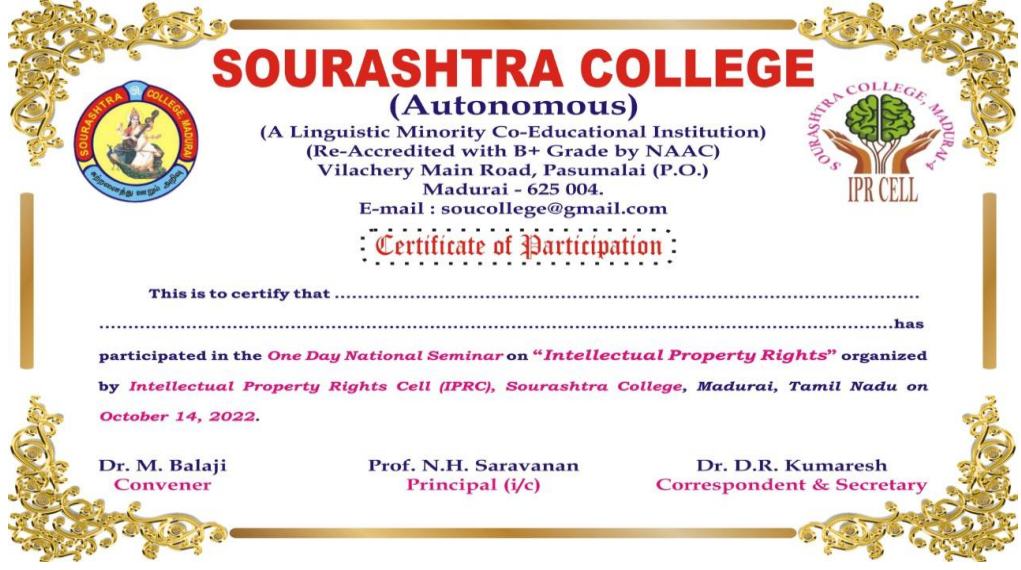 SOURASHTRA COLLEGE
(Autonomous)
(A Linguistic Minority Co-Educational Institution)
(Re-Accredited with B+ Grade by NAAC)
Vilachery Main Road, Pasumalai (P.O.)
Madurai - 625 004.
E-mail : soucollege@gmail.com
SOURASHTRA COLLEGE, MADURAI
கற்றனைத்து ஊறும் அறிவு
SOURASHTRA COLLEGE, MADURAI-4
IPR CELL
Certificate of Participation
This is to certify that ........................................................................................................
................................................................................................................................................has
participated in the One Day National Seminar on “Intellectual Property Rights” organized
by Intellectual Property Rights Cell (IPRC), Sourashtra College, Madurai, Tamil Nadu on
October 14, 2022.
Dr. M. Balaji Prof. N.H. Saravanan Dr. D.R. Kumaresh
Convener Principal (i/c) Correspondent & Secretary